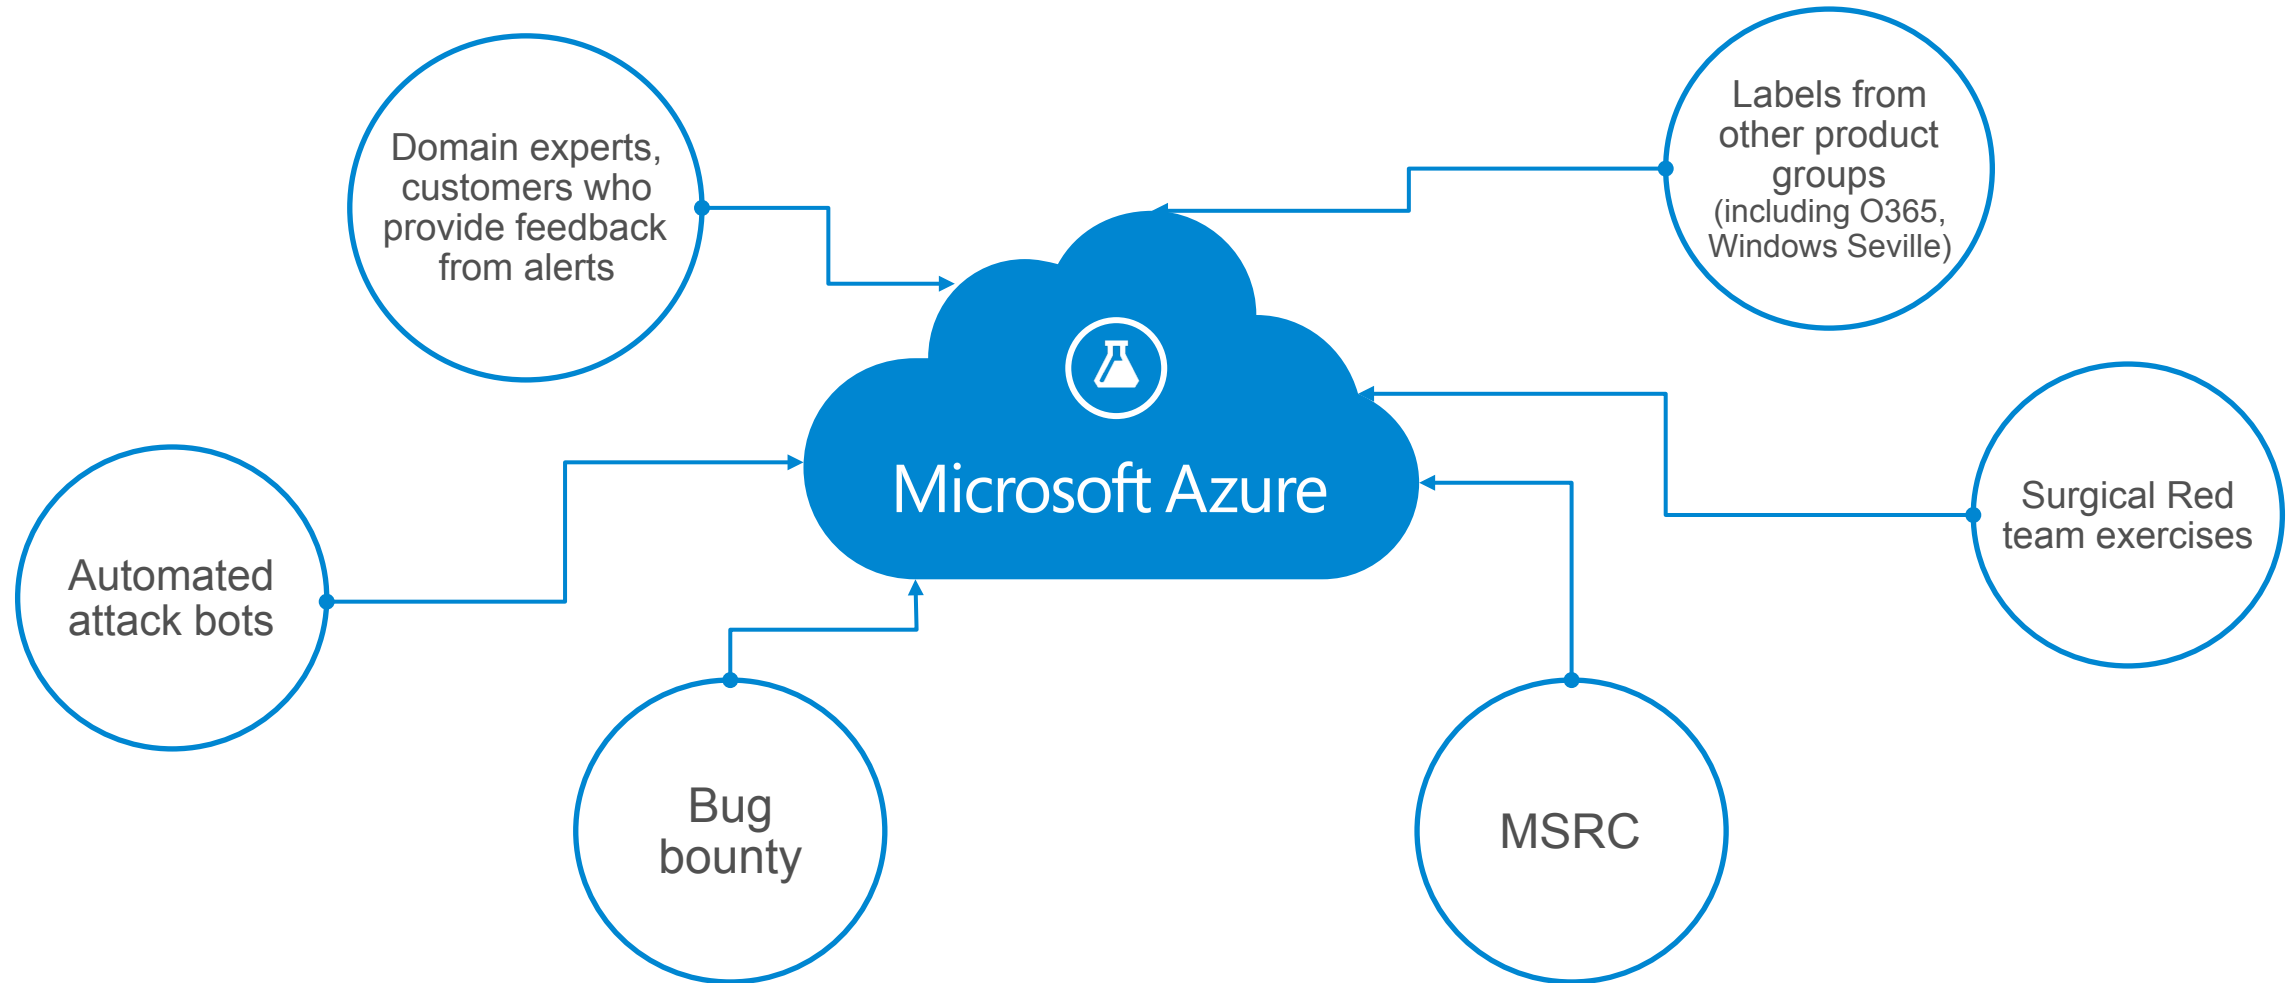 Domain experts,
customers who
provide feedback
from alerts
Labels from
other product
groups
(including O365,
Windows Seville)
Microsoft Azure
Automated
attack bots
Surgical Red
team exercises
Bug
bounty
MSRC